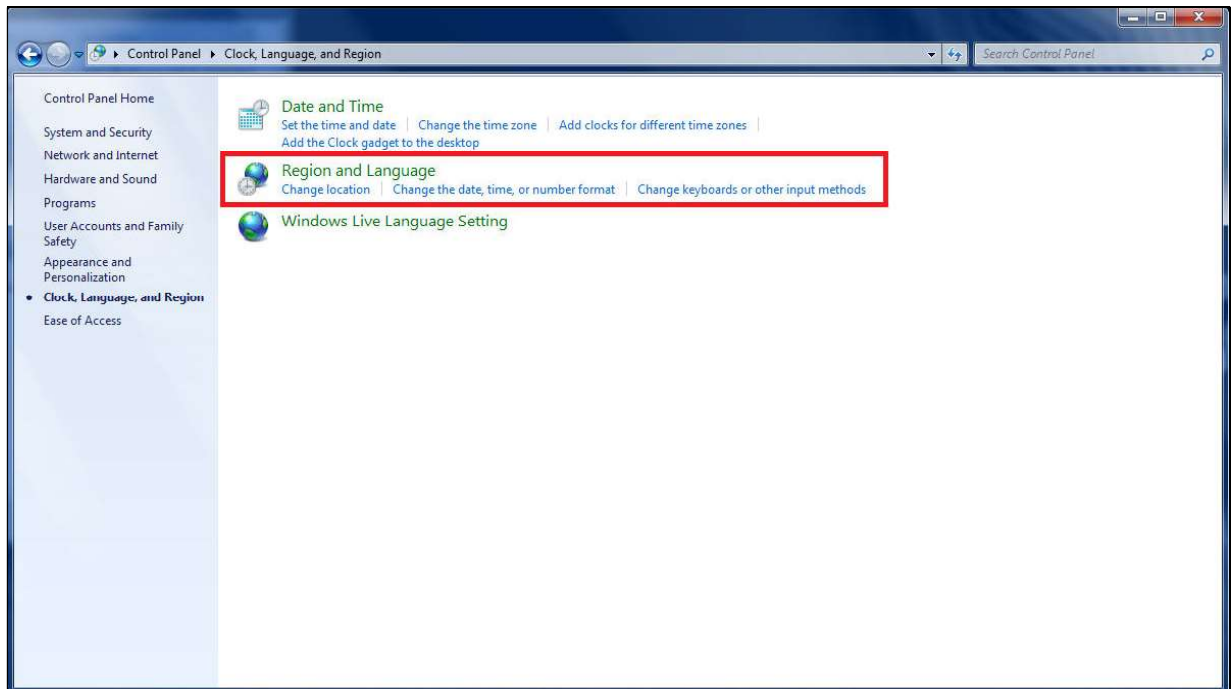 Control Panel ▸ Clock, Language, and Region
Search Control Panel
Control Panel Home
System and Security
Network and Internet
Hardware and Sound
Programs
User Accounts and Family
Safety
Appearance and
Personalization
Clock, Language, and Region
Ease of Access
Date and Time
Set the time and date | Change the time zone | Add clocks for different time zones |
Add the Clock gadget to the desktop
Region and Language
Change location | Change the date, time, or number format | Change keyboards or other input methods
Windows Live Language Setting